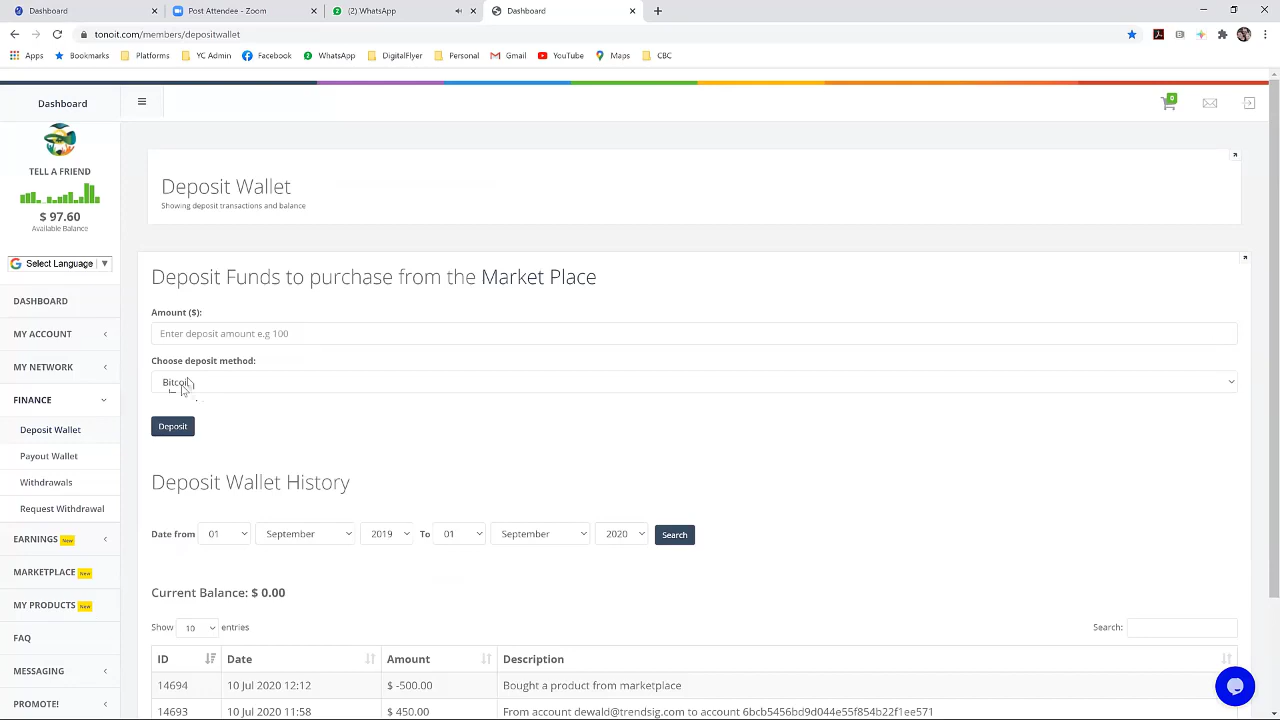 Dashboard
Post Attendee - Zoom
(2) WhatsApp
Dashboard
tonoit.com/members/depositwallet
Apps
Bookmarks
Platforms
YC Admin
Facebook
WhatsApp
DigitalFlyer
Personal
Gmail
YouTube
Maps
CBC
Dashboard
0
TELL A FRIEND
$ 97.60
Available Balance
Select Language
DASHBOARD
MY ACCOUNT
MY NETWORK
FINANCE
Deposit Wallet
Payout Wallet
Withdrawals
Request Withdrawal
EARNINGS New
MARKETPLACE New
MY PRODUCTS New
FAQ
MESSAGING
PROMOTE!
Deposit Wallet
Showing deposit transactions and balance
Deposit Funds to purchase from the Market Place
Amount ($):
Enter deposit amount e.g 100
Choose deposit method:
Bitcoin
Deposit
Deposit Wallet History
Date from 01 September 2019 To 01 September 2020 Search
Current Balance: $ 0.00
Show 10 entries
Search:
ID Date Amount Description
14694 10 Jul 2020 12:12 $ -500.00 Bought a product from marketplace
14693 10 Jul 2020 11:58 $ 450.00 From account dewald@trendsig.com to account 6bcb5456bd9d044e55f854b22f1ee571